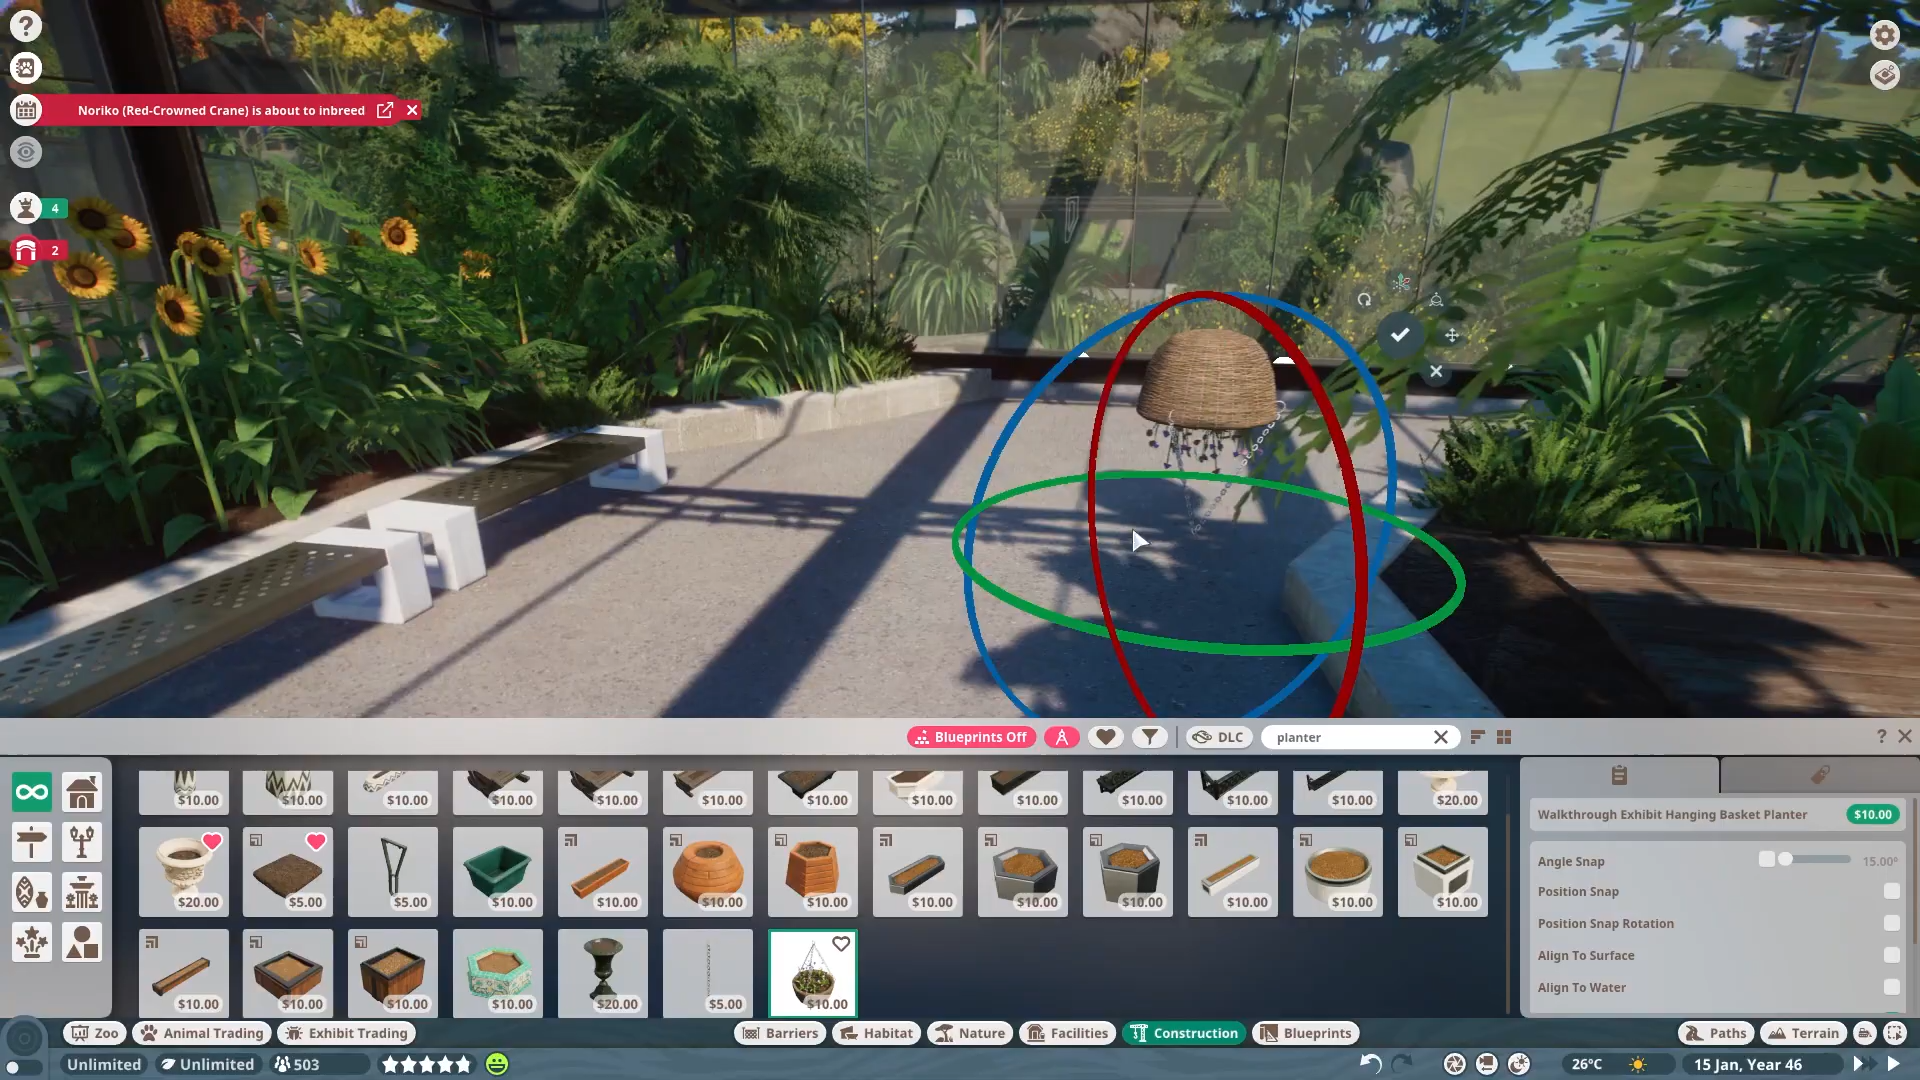 Noriko (Red-Crowned Crane) is about to inbreed
4
2
Blueprints Off
DLC
planter
$10.00 $10.00 $10.00 $10.00 $10.00 $10.00 $10.00 $10.00 $10.00 $10.00 $10.00 $10.00 $20.00
$20.00 $5.00 $5.00 $10.00 $10.00 $10.00 $10.00 $10.00 $10.00 $10.00 $10.00 $10.00 $10.00
$10.00 $10.00 $10.00 $10.00 $20.00 $5.00 $10.00
Walkthrough Exhibit Hanging Basket Planter $10.00
Angle Snap 15.00°
Position Snap
Position Snap Rotation
Align To Surface
Align To Water
Zoo Animal Trading Exhibit Trading Barriers Habitat Nature Facilities Construction Blueprints Paths Terrain
Unlimited Unlimited 503 26°C 15 Jan, Year 46